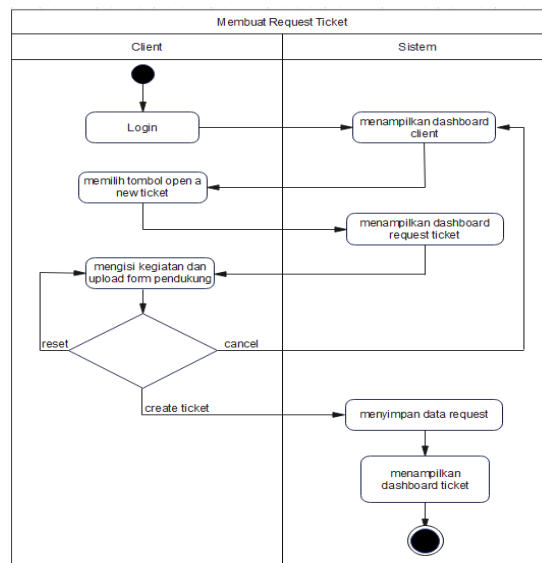 Membuat Request Ticket
Client
Sistem
Login
menampilkan dashboard
client
memilih tombol open a
new ticket
menampilkan dashboard
request ticket
mengisi kegiatan dan
upload form pendukung
reset
cancel
create ticket
menyimpan data request
menampilkan
dashboard ticket